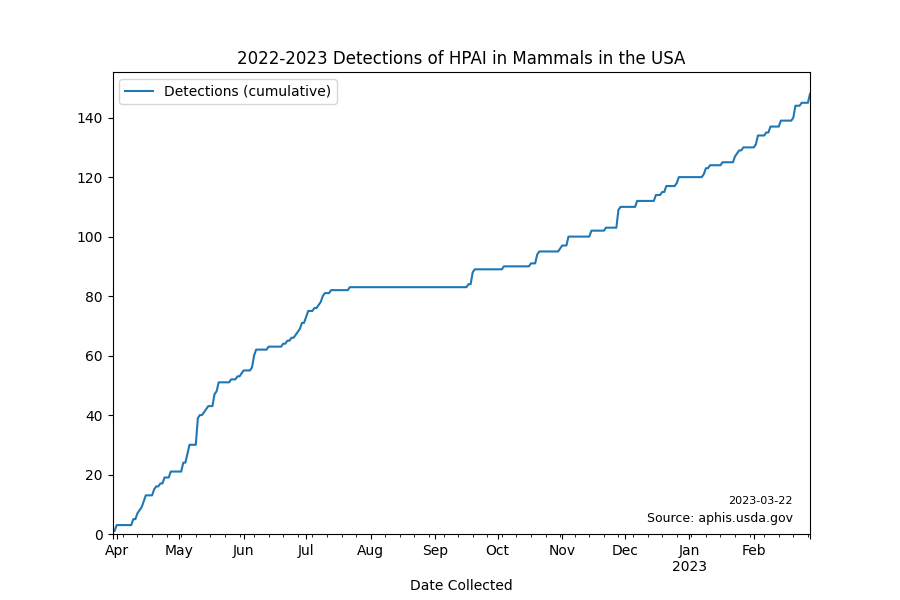 2022-2023 Detections of HPAI in Mammals in the USA
Detections (cumulative)
140
120
100
80
60
40
20
0
2023-03-22
Source: aphis.usda.gov
Apr May Jun Jul Aug Sep Oct Nov Dec Jan Feb
2023
Date Collected